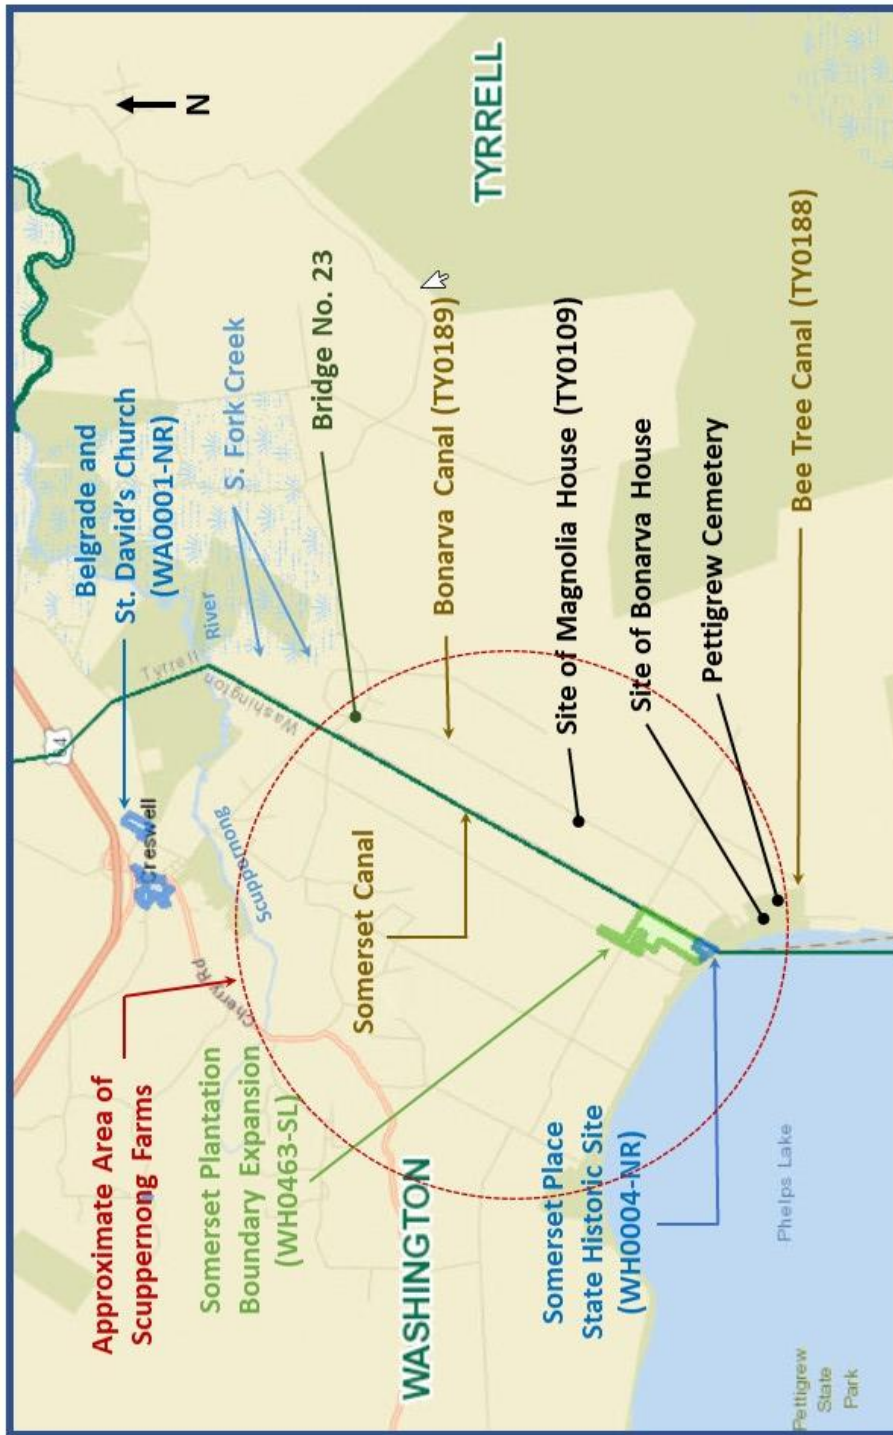 Approximate Area of
Scuppernong Farms
Somerset Plantation
Boundary Expansion
(WH0463-SL)
WASHINGTON
Somerset Place
State Historic Site
(WH0004-NR)
Pettigrew
State
Park
Phelps Lake
Cherry Rd
Creswell
64
Scuppernong
River
Tyrrell
Washington
Somerset Canal
Belgrade and
St. David's Church
(WA0001-NR)
S. Fork Creek
Bridge No. 23
Bonarva Canal (TY0189)
Site of Magnolia House (TY0109)
Site of Bonarva House
Pettigrew Cemetery
Bee Tree Canal (TY0188)
TYRRELL
N